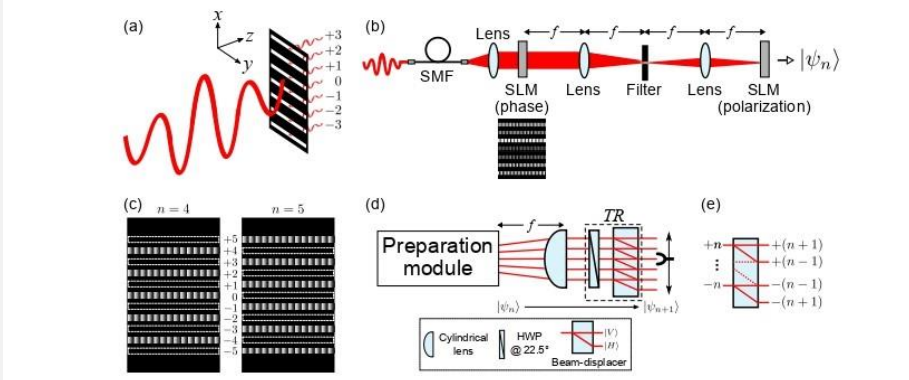 (a)
x
z
y
+3
+2
+1
0
−1
−2
−3
(b)
SMF
Lens
f
f
f
f
SLM
(phase)
Lens
Filter
Lens
SLM
(polarization)
|ψn⟩
(c)
n = 4
n = 5
+5
+4
+3
+2
+1
0
−1
−2
−3
−4
−5
(d)
f
TR
Preparation
module
|ψn⟩
|ψn+1⟩
Cylindrical
lens
HWP
@ 22.5°
|V⟩
|H⟩
Beam-displacer
(e)
+n
⋮
−n
+(n + 1)
+(n − 1)
−(n − 1)
−(n + 1)